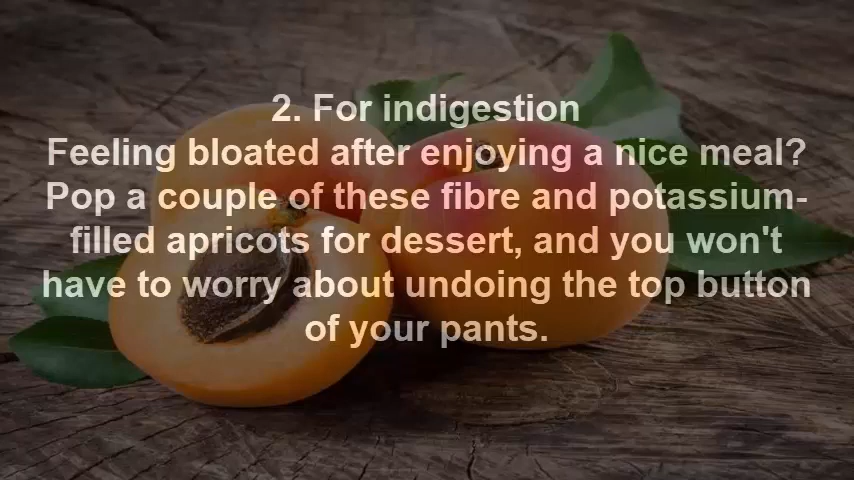 2. For indigestion
Feeling bloated after enjoying a nice meal?
Pop a couple of these fibre and potassium-
filled apricots for dessert, and you won't
have to worry about undoing the top button
of your pants.